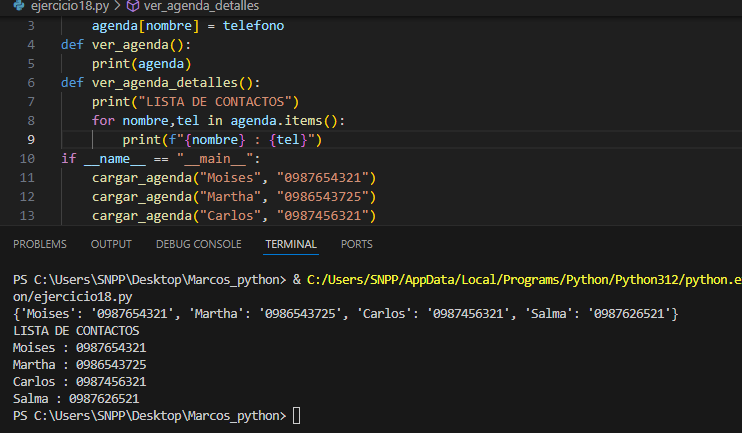 ejercicio18.py > ver_agenda_detalles
3 agenda[nombre] = telefono
4 def ver_agenda():
5 print(agenda)
6 def ver_agenda_detalles():
7 print("LISTA DE CONTACTOS")
8 for nombre,tel in agenda.items():
9 print(f"{nombre} : {tel}")
10 if __name__ == "__main__":
11 cargar_agenda("Moises", "0987654321")
12 cargar_agenda("Martha", "0986543725")
13 cargar_agenda("Carlos", "0987456321")
PROBLEMS OUTPUT DEBUG CONSOLE TERMINAL PORTS
PS C:\Users\SNPP\Desktop\Marcos_python> & C:/Users/SNPP/AppData/Local/Programs/Python/Python312/python.e
on/ejercicio18.py
{'Moises': '0987654321', 'Martha': '0986543725', 'Carlos': '0987456321', 'Salma': '0987626521'}
LISTA DE CONTACTOS
Moises : 0987654321
Martha : 0986543725
Carlos : 0987456321
Salma : 0987626521
PS C:\Users\SNPP\Desktop\Marcos_python>